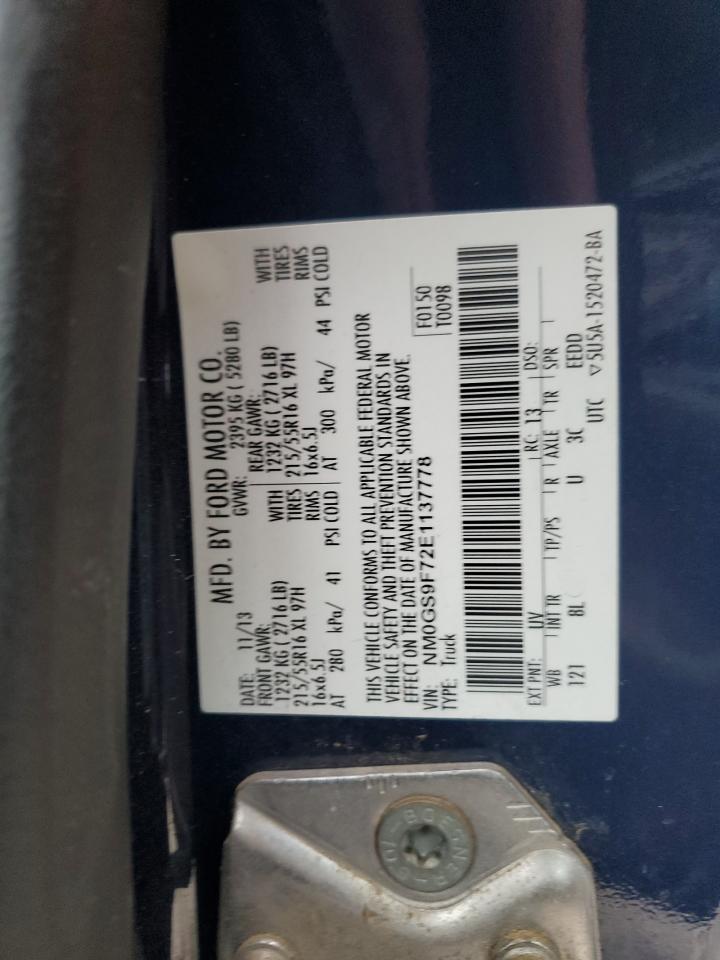 MFD. BY FORD MOTOR CO.
DATE: 11/13 GVWR: 2395 KG ( 5280 LB)
FRONT GAWR: REAR GAWR:
1232 KG ( 2716 LB) WITH 1232 KG ( 2716 LB) WITH
215/55R16 XL 97H TIRES 215/55R16 XL 97H TIRES
16x6.5J RIMS 16x6.5J RIMS
AT 280 kPa/ 41 PSI COLD AT 300 kPa/ 44 PSI COLD
THIS VEHICLE CONFORMS TO ALL APPLICABLE FEDERAL MOTOR
VEHICLE SAFETY AND THEFT PREVENTION STANDARDS IN
EFFECT ON THE DATE OF MANUFACTURE SHOWN ABOVE.
VIN: NM0GS9F72E1137778
TYPE: Truck
F0150
T0098
EXT PNT: UV RC: 13 DSO:
WB INT TR TP/PS R AXLE TR SPR
121 8L U 3C EEDD
UTC ▽5U5A-1520472-BA